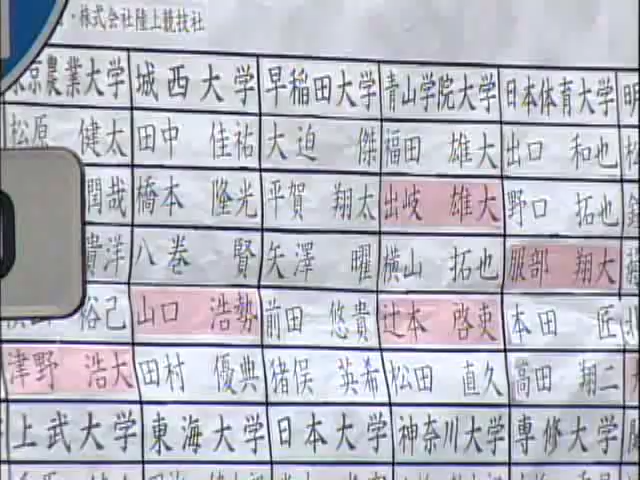 ・株式会社陸上競技社
京農業大学 城西大学 早稲田大学 青山学院大学 日本体育大学 明
松原 健太 田中 佳祐 大迫 傑 福田 雄大 出口 和也 松
潤哉 橋本 隆光 平賀 翔太 出岐 雄大 野口 拓也
貴洋 八巻 賢 矢澤 曜 横山 拓也 服部 翔大
裕己 山口 浩勢 前田 悠貴 辻本 啓吏 本田 匠
津野 浩大 田村 優典 猪俣 英希 松田 直久 高田 翔二
上武大学 東海大学 日本大学 神奈川大学 専修大学